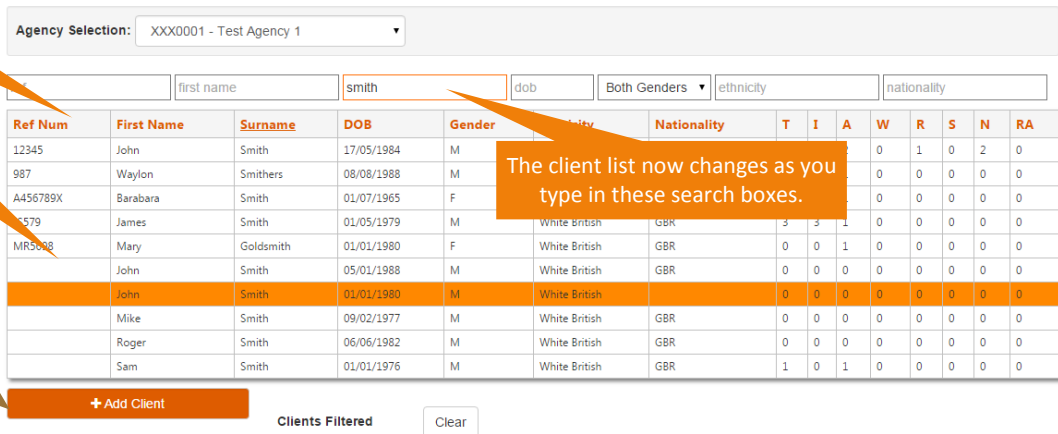 Agency Selection: XXX0001 - Test Agency 1
first name smith dob Both Genders ethnicity nationality
Ref Num First Name Surname DOB Gender Nationality T I A W R S N RA
12345 John Smith 17/05/1984 M 0 1 0 2 0
987 Waylon Smithers 08/08/1988 M 0 0 0 0 0
A456789X Barabara Smith 01/07/1965 F 0 0 0 0 0
The client list now changes as you
type in these search boxes.
579 James Smith 01/05/1979 M White British GBR 3 3 1 0 0 0 0 0
MR5698 Mary Goldsmith 01/01/1980 F White British GBR 0 0 1 0 0 0 0 0
John Smith 05/01/1988 M White British GBR 0 0 0 0 0 0 0 0
John Smith 01/01/1980 M White British 0 0 0 0 0 0 0 0
Mike Smith 09/02/1977 M White British GBR 0 0 0 0 0 0 0 0
Roger Smith 06/06/1982 M White British GBR 0 0 0 0 0 0 0 0
Sam Smith 01/01/1976 M White British GBR 1 0 1 0 0 0 0 0
+ Add Client
Clients Filtered Clear